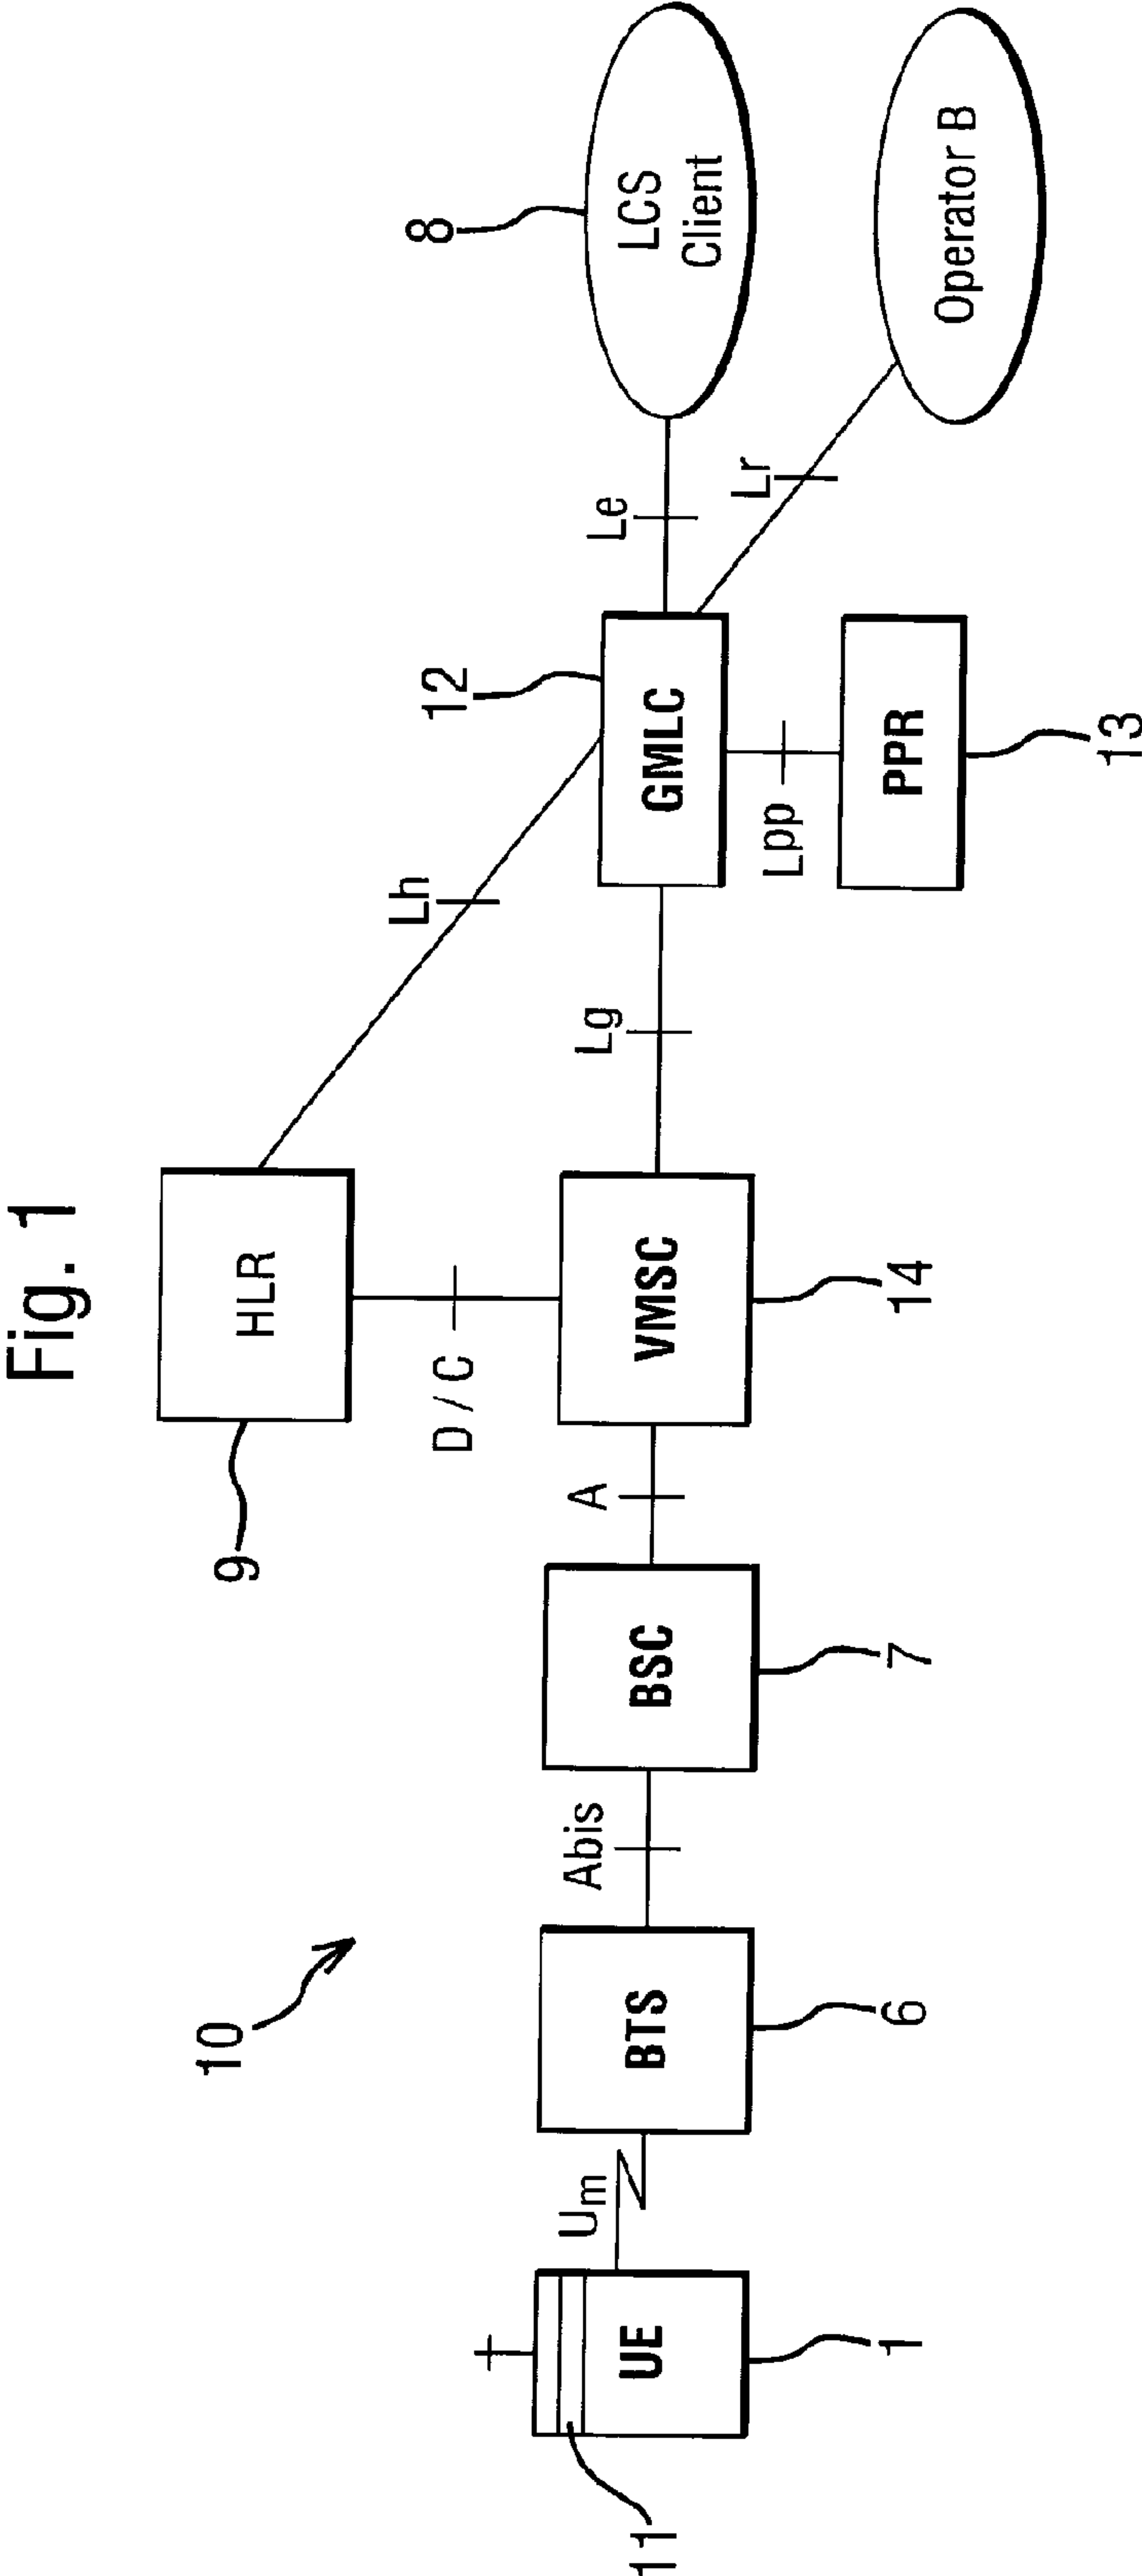 Fig. 1
10
9
HLR
Lh
D / C
12
8
11
UE
1
Um
BTS
6
Abis
BSC
7
A
VMSC
14
Lg
GMLC
Le
LCS
Client
Lpp
PPR
13
Lr
Operator B